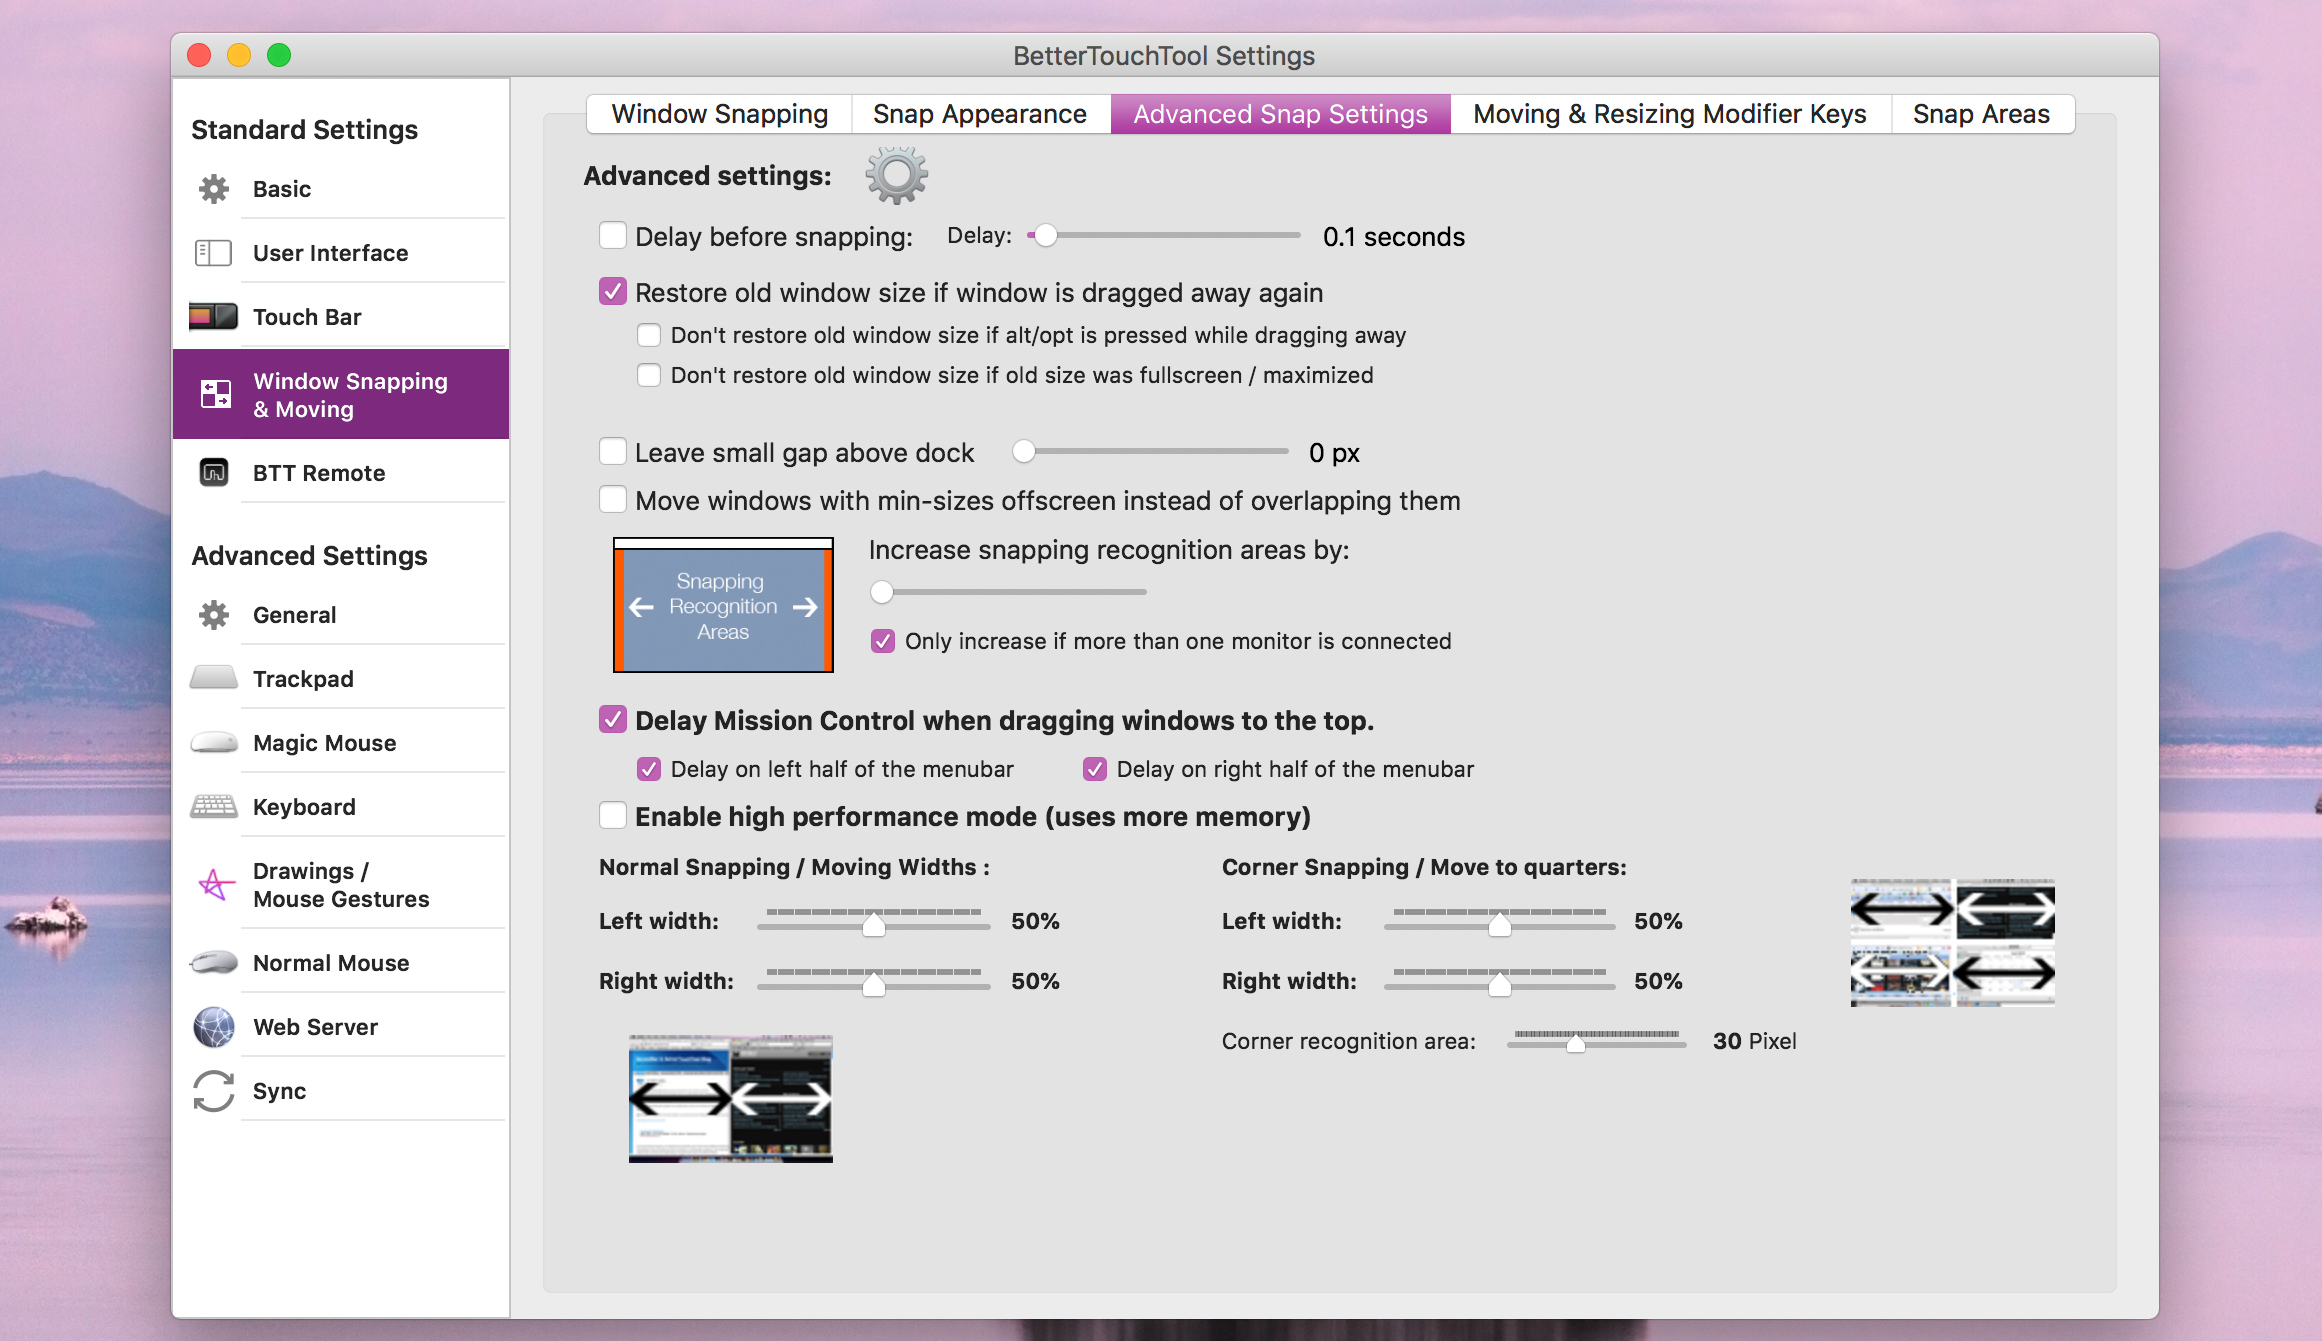 BetterTouchTool Settings
Standard Settings
Basic
User Interface
Touch Bar
Window Snapping
& Moving
BTT Remote
Advanced Settings
General
Trackpad
Magic Mouse
Keyboard
Drawings /
Mouse Gestures
Normal Mouse
Web Server
Sync
Window Snapping
Snap Appearance
Advanced Snap Settings
Moving & Resizing Modifier Keys
Snap Areas
Advanced settings:
Delay before snapping: Delay: 0.1 seconds
Restore old window size if window is dragged away again
Don't restore old window size if alt/opt is pressed while dragging away
Don't restore old window size if old size was fullscreen / maximized
Leave small gap above dock 0 px
Move windows with min-sizes offscreen instead of overlapping them
Snapping
Recognition
Areas
Increase snapping recognition areas by:
Only increase if more than one monitor is connected
Delay Mission Control when dragging windows to the top.
Delay on left half of the menubar
Delay on right half of the menubar
Enable high performance mode (uses more memory)
Normal Snapping / Moving Widths :
Left width: 50%
Right width: 50%
Corner Snapping / Move to quarters:
Left width: 50%
Right width: 50%
Corner recognition area: 30 Pixel